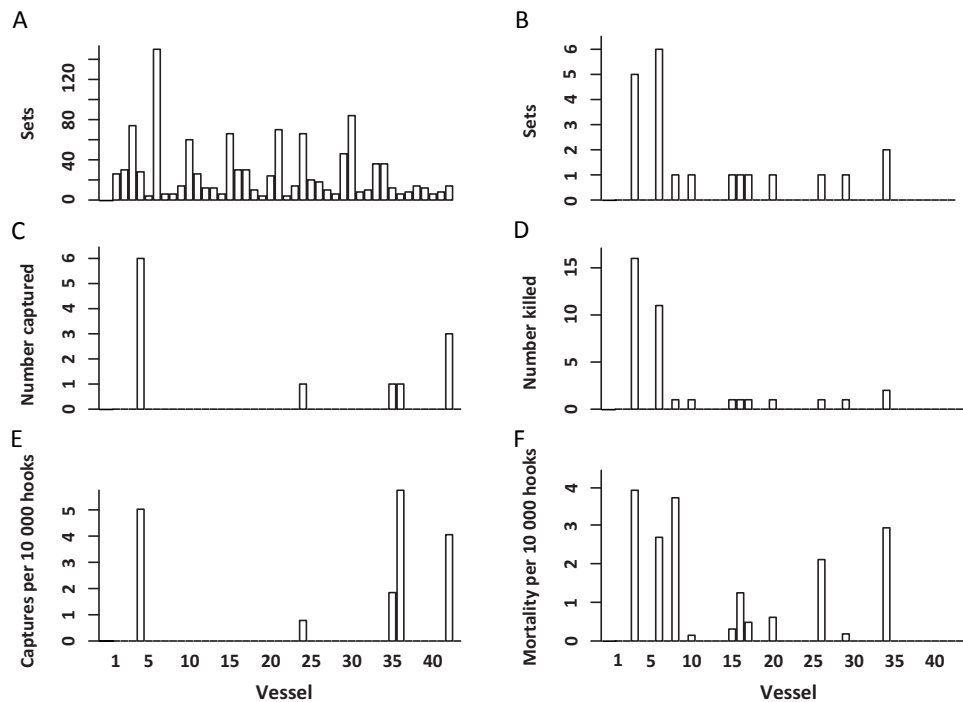 A
Sets
0 40 80 120
B
Sets
0 1 2 3 4 5 6
C
Number captured
0 1 2 3 4 5 6
D
Number killed
0 5 10 15
E
Captures per 10 000 hooks
0 1 2 3 4 5
1 5 10 15 20 25 30 35 40
Vessel
F
Mortality per 10 000 hooks
0 1 2 3 4
1 5 10 15 20 25 30 35 40
Vessel